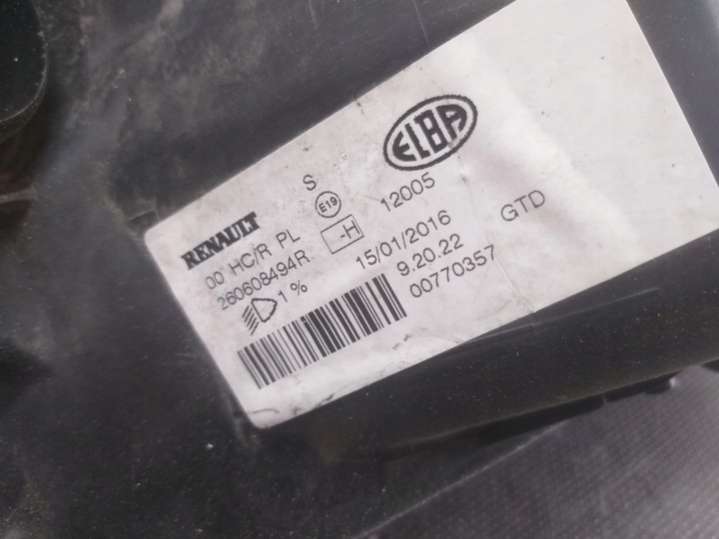 RENAULT S ELBA
00 HC/R PL E19 12005
260608494R -H 15/01/2016 GTD
1% 9.20.22
00770357